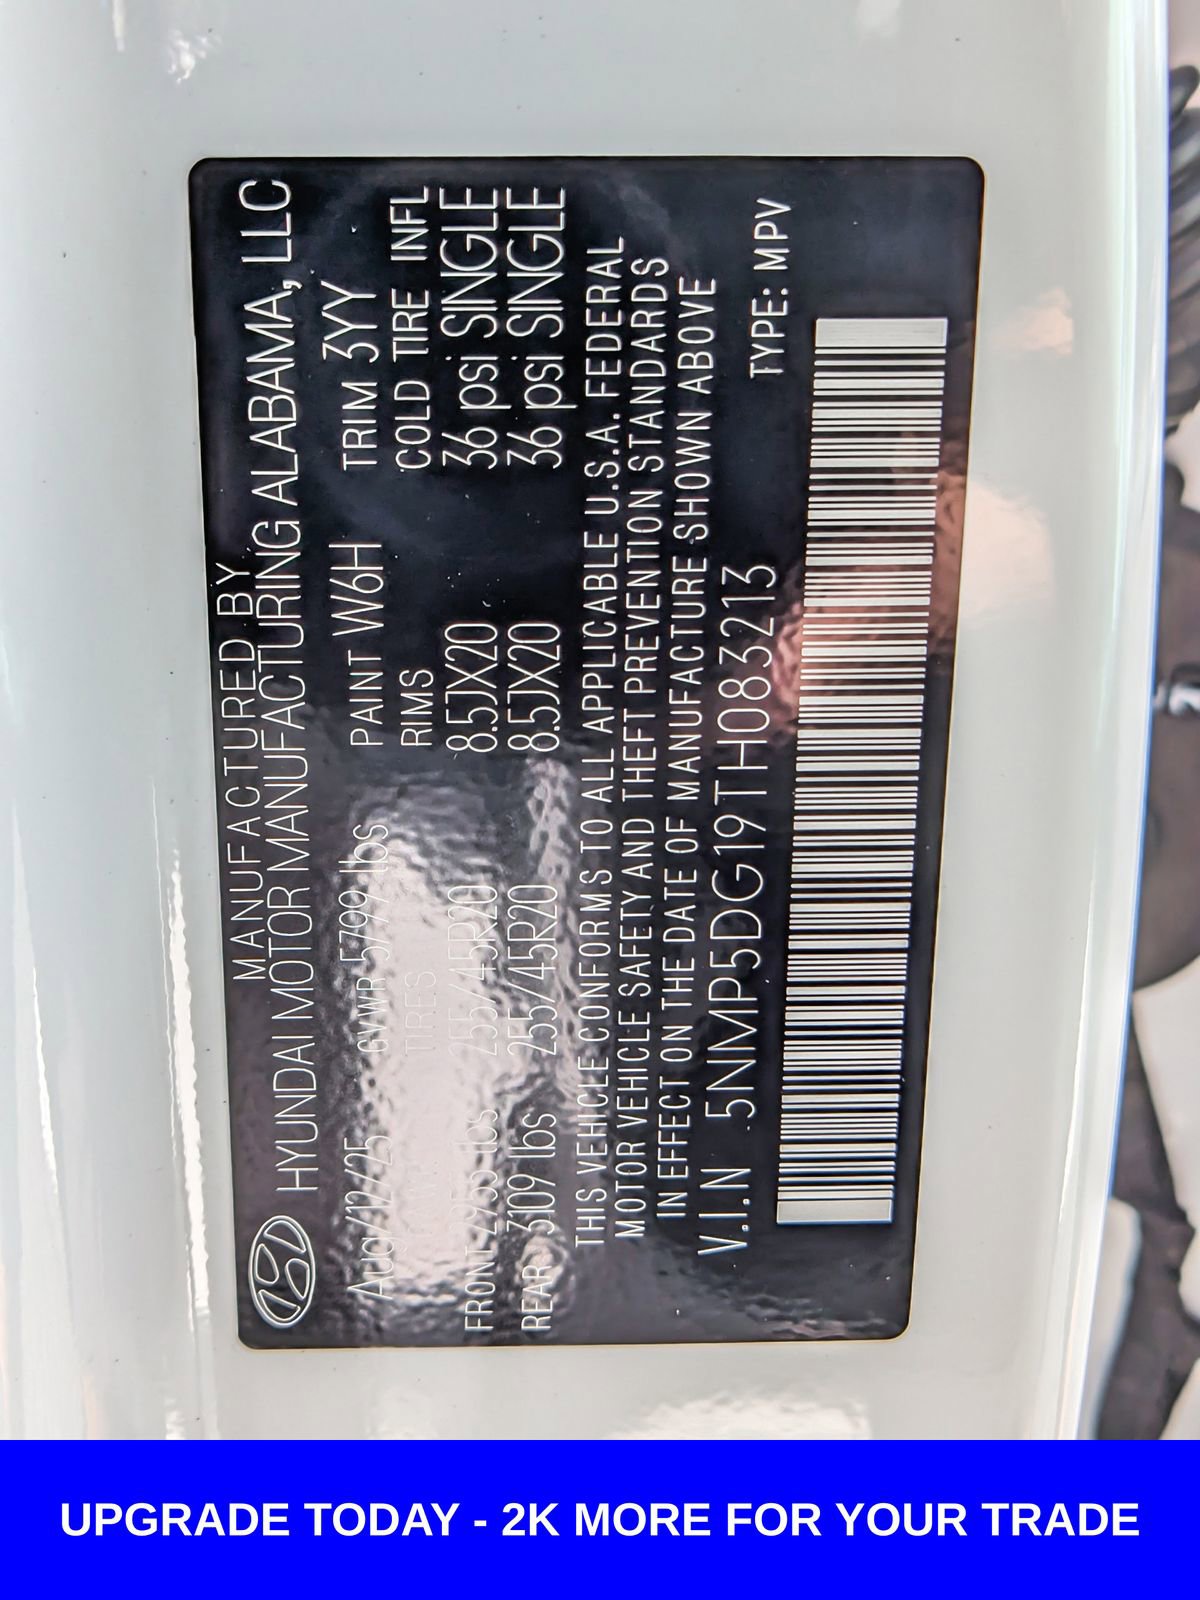 MANUFACTURED BY
HYUNDAI MOTOR MANUFACTURING ALABAMA, LLC
Aug/12/25 GVWR 5799 lbs PAINT W6H TRIM 3YY
TIRES RIMS COLD TIRE INFL
FRONT 2955 lbs 255/45R20 8.5JX20 36 psi SINGLE
REAR 3109 lbs 255/45R20 8.5JX20 36 psi SINGLE
THIS VEHICLE CONFORMS TO ALL APPLICABLE U.S.A. FEDERAL
MOTOR VEHICLE SAFETY AND THEFT PREVENTION STANDARDS
IN EFFECT ON THE DATE OF MANUFACTURE SHOWN ABOVE
V.I.N 5NMP5DG19TH083213 TYPE: MPV
UPGRADE TODAY - 2K MORE FOR YOUR TRADE